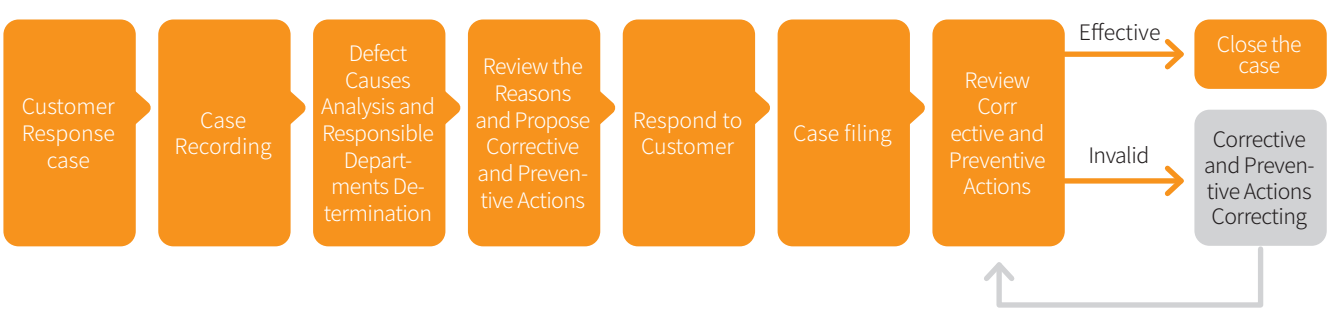 Customer
Response
case
Case
Recording
Defect
Causes
Analysis and
Responsible
Depart-
ments De-
termination
Review the
Reasons
and Propose
Corrective
and Preven-
tive Actions
Respond to
Customer
Case filing
Review
Corr
ective and
Preventive
Actions
Effective
Close the
case
Invalid
Corrective
and Preven-
tive Actions
Correcting